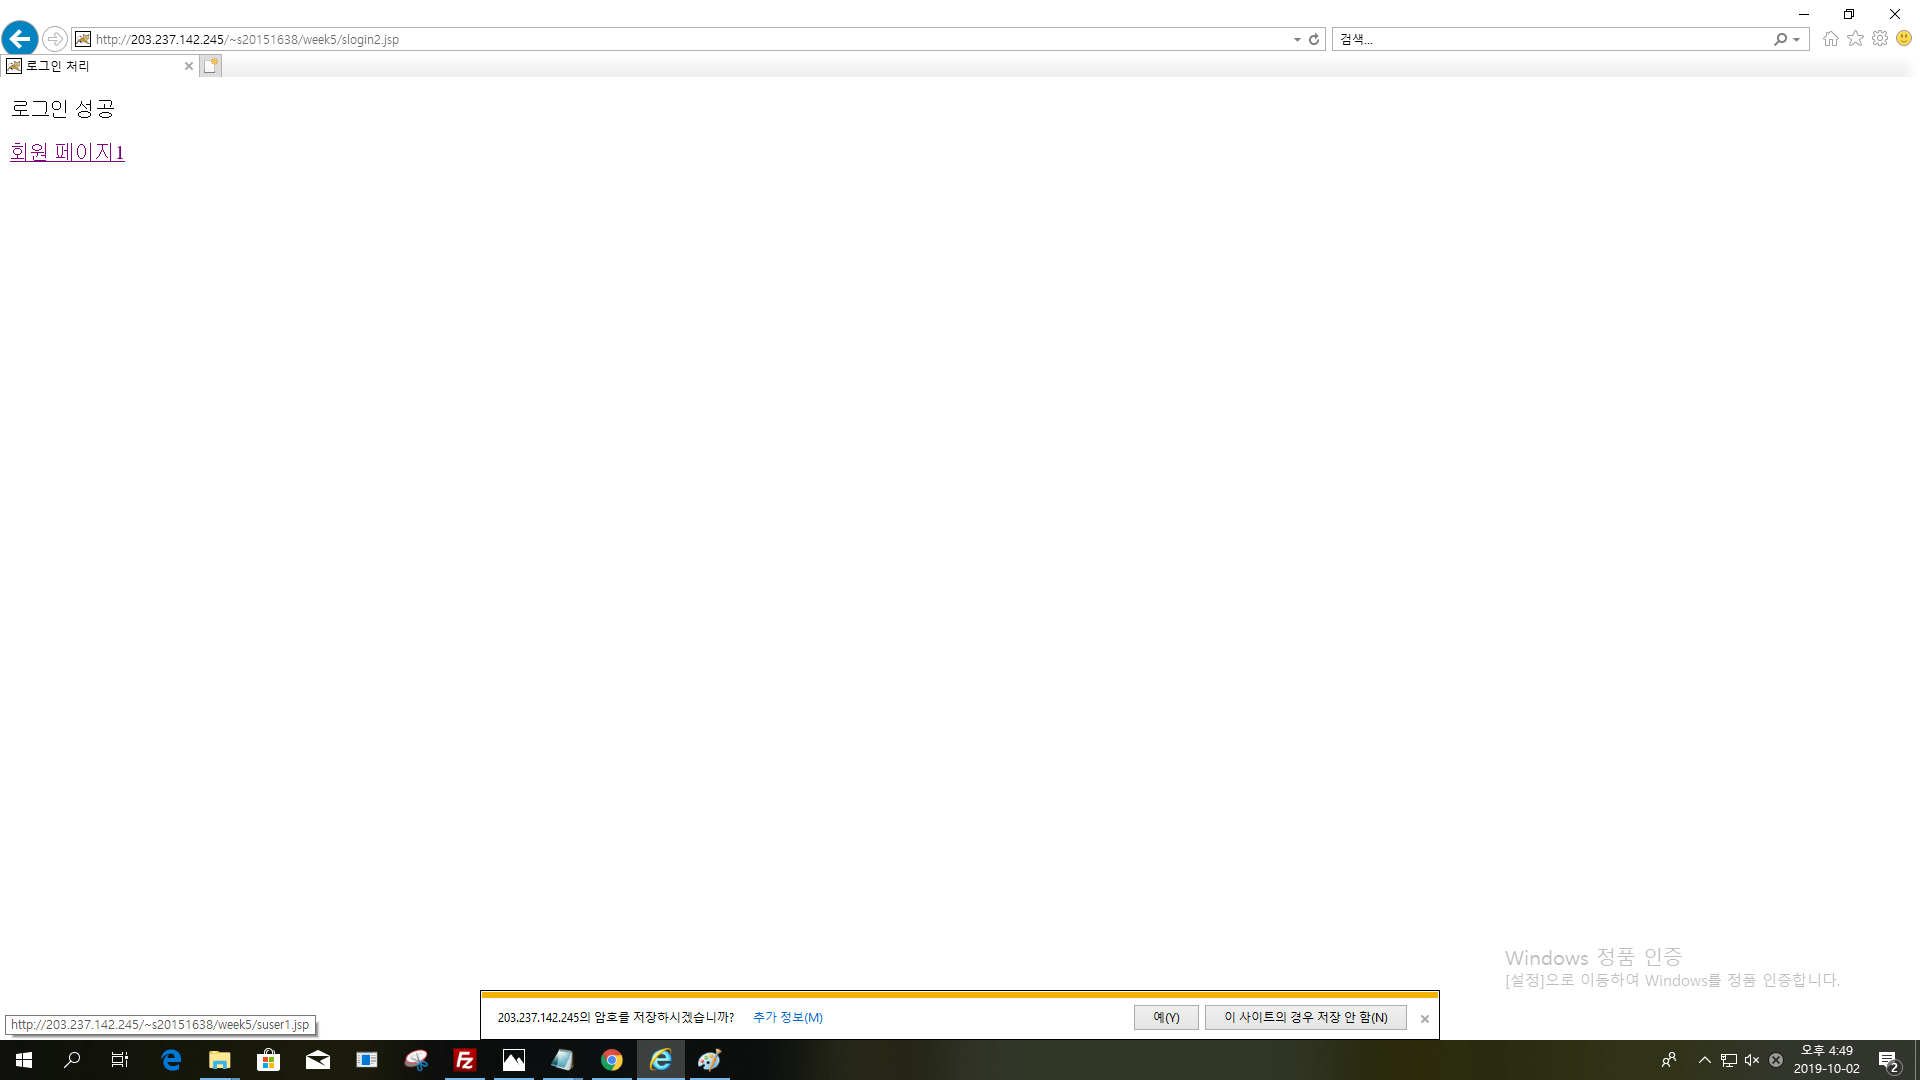 http://203.237.142.245/~s20151638/week5/slogin2.jsp
검색...
로그인 처리
로그인 성공
회원 페이지1
Windows 정품 인증
[설정]으로 이동하여 Windows를 정품 인증합니다.
203.237.142.245의 암호를 저장하시겠습니까? 추가 정보(M) 예(Y) 이 사이트의 경우 저장 안 함(N)
http://203.237.142.245/~s20151638/week5/suser1.jsp
오후 4:49
2019-10-02
2